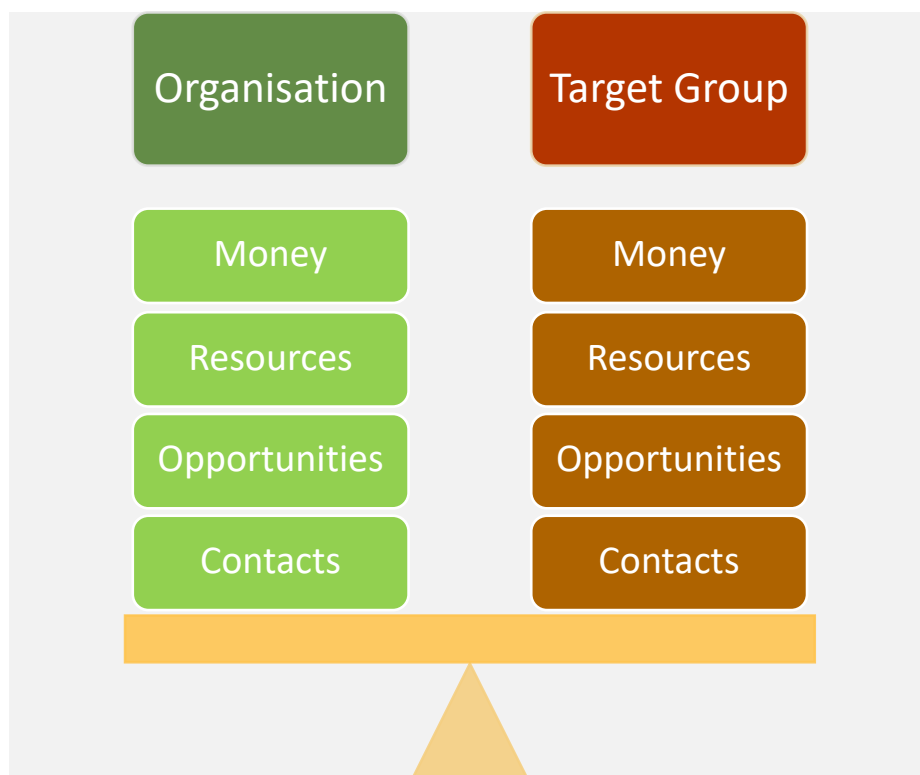 Organisation
Target Group
Money
Money
Resources
Resources
Opportunities
Opportunities
Contacts
Contacts